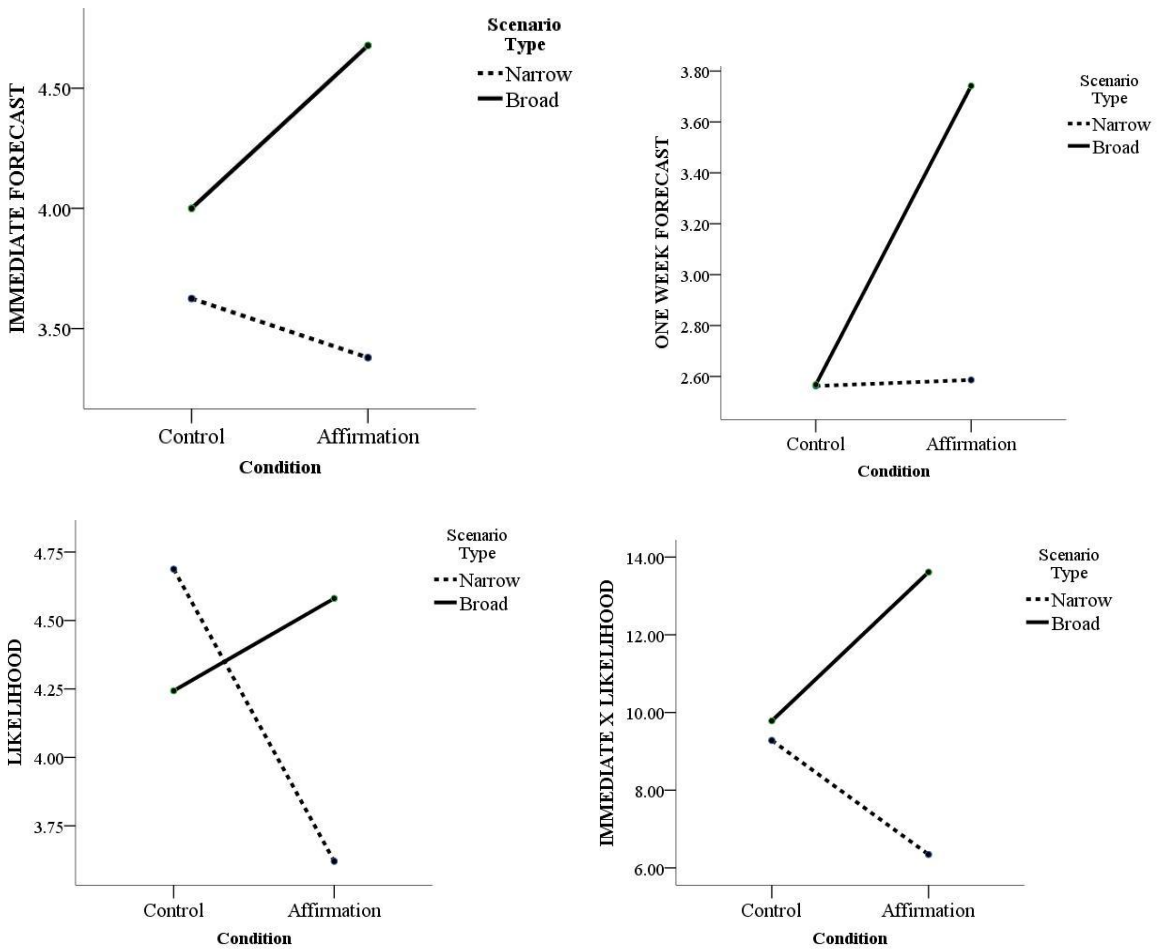 IMMEDIATE FORECAST
4.50
4.00
3.50
Control
Affirmation
Condition
Scenario
Type
Narrow
Broad
ONE WEEK FORECAST
3.80
3.60
3.40
3.20
3.00
2.80
2.60
Control
Affirmation
Condition
Scenario
Type
Narrow
Broad
LIKELIHOOD
4.75
4.50
4.25
4.00
3.75
Control
Affirmation
Condition
Scenario
Type
Narrow
Broad
IMMEDIATE X LIKELIHOOD
14.00
12.00
10.00
8.00
6.00
Control
Affirmation
Condition
Scenario
Type
Narrow
Broad